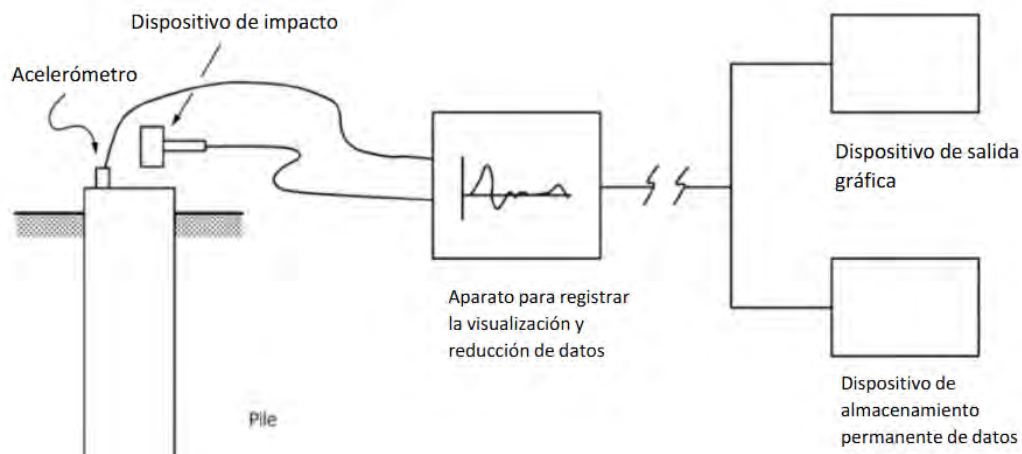 Dispositivo de impacto
Acelerómetro
Dispositivo de salida
gráfica
Aparato para registrar
la visualización y
reducción de datos
Dispositivo de
almacenamiento
permanente de datos
Pile